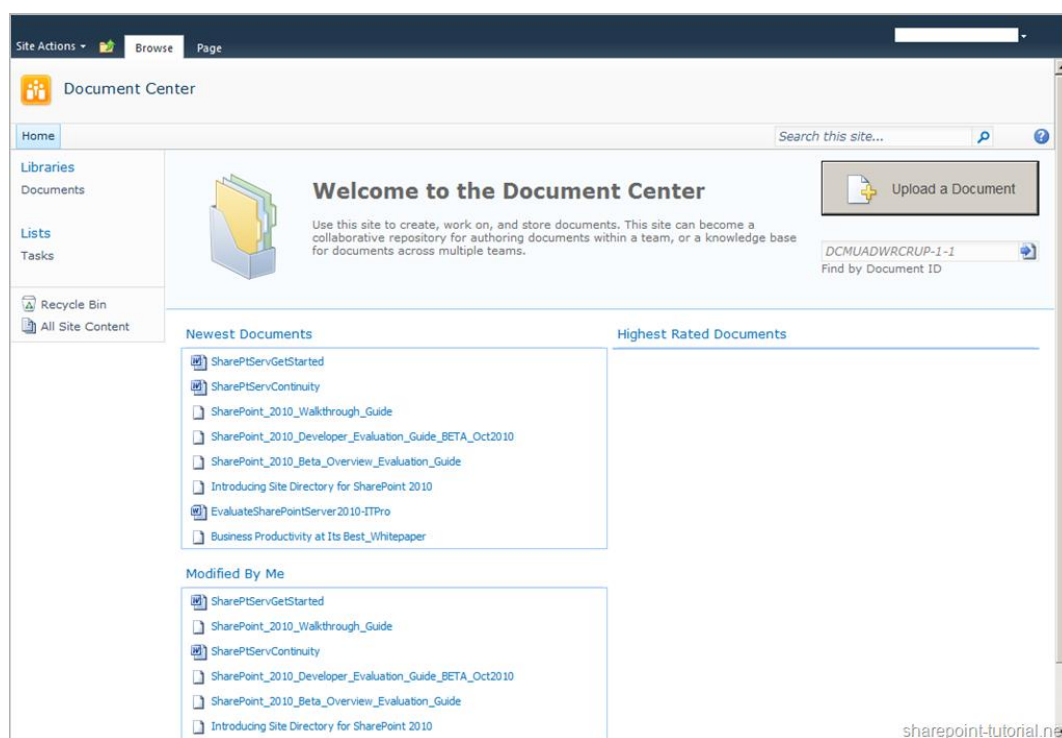 Site Actions
Browse
Page
Document Center
Home
Search this site...
Libraries
Documents
Lists
Tasks
Recycle Bin
All Site Content
Welcome to the Document Center
Use this site to create, work on, and store documents. This site can become a
collaborative repository for authoring documents within a team, or a knowledge base
for documents across multiple teams.
Upload a Document
DCMUADWRCRUP-1-1
Find by Document ID
Newest Documents
SharePtServGetStarted
SharePtServContinuity
SharePoint_2010_Walkthrough_Guide
SharePoint_2010_Developer_Evaluation_Guide_BETA_Oct2010
SharePoint_2010_Beta_Overview_Evaluation_Guide
Introducing Site Directory for SharePoint 2010
EvaluateSharePointServer2010-ITPro
Business Productivity at Its Best_Whitepaper
Highest Rated Documents
Modified By Me
SharePtServGetStarted
SharePoint_2010_Walkthrough_Guide
SharePtServContinuity
SharePoint_2010_Developer_Evaluation_Guide_BETA_Oct2010
SharePoint_2010_Beta_Overview_Evaluation_Guide
Introducing Site Directory for SharePoint 2010
sharepoint-tutorial.ne